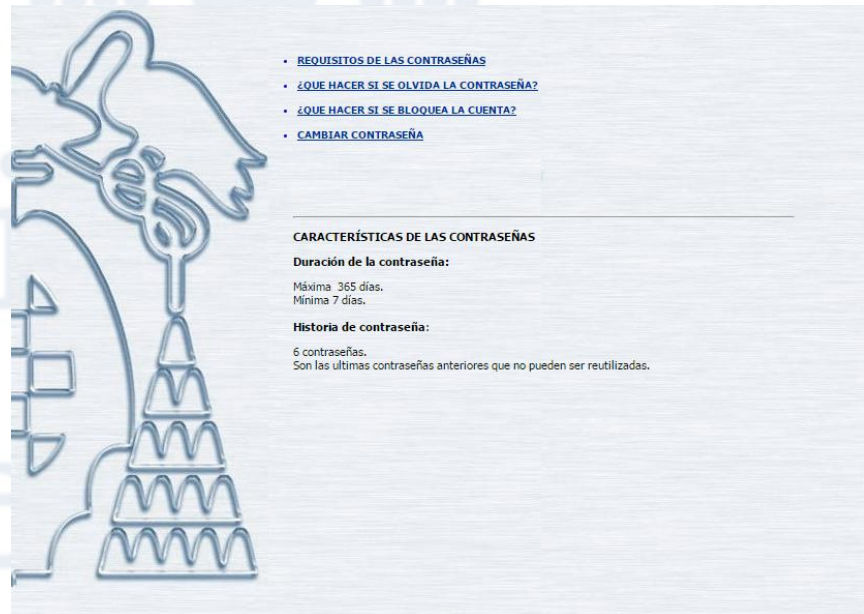 REQUISITOS DE LAS CONTRASEÑAS
¿QUE HACER SI SE OLVIDA LA CONTRASEÑA?
¿QUE HACER SI SE BLOQUEA LA CUENTA?
CAMBIAR CONTRASEÑA
CARACTERÍSTICAS DE LAS CONTRASEÑAS
Duración de la contraseña:
Máxima 365 días.
Mínima 7 días.
Historia de contraseña:
6 contraseñas.
Son las ultimas contraseñas anteriores que no pueden ser reutilizadas.